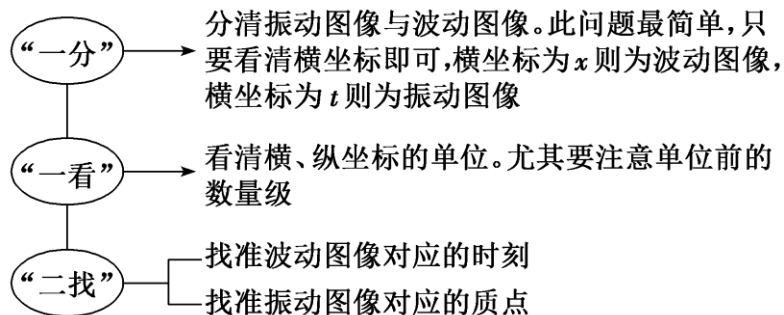 “一分”
分清振动图像与波动图像。此问题最简单,只
要看清横坐标即可,横坐标为x则为波动图像,
横坐标为t则为振动图像
“一看”
看清横、纵坐标的单位。尤其要注意单位前的
数量级
“二找”
找准波动图像对应的时刻
找准振动图像对应的质点